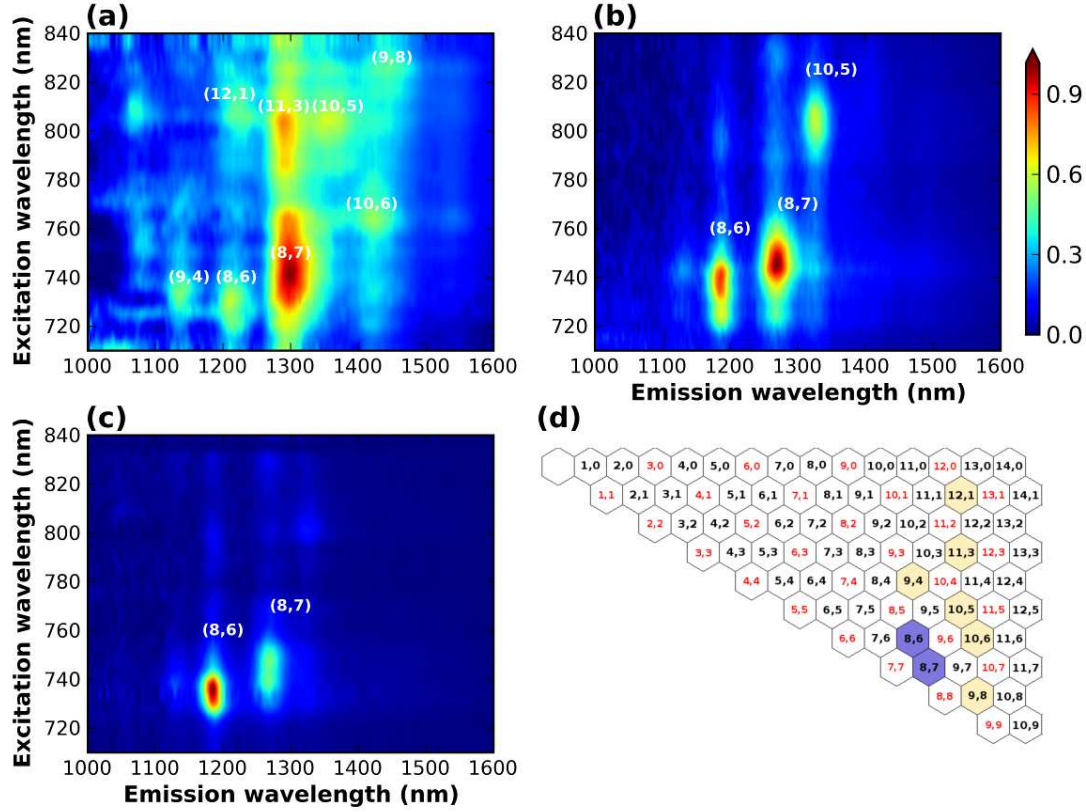 (a)
(b)
Excitation wavelength (nm)
840
820
800
780
760
740
720
(9,8)
(12,1)
(11,3)
(10,5)
(10,6)
(8,7)
(9,4)
(8,6)
1000 1100 1200 1300 1400 1500 1600
840
820
800
780
760
740
720
(10,5)
(8,7)
(8,6)
1000 1100 1200 1300 1400 1500 1600
Emission wavelength (nm)
0.9
0.6
0.3
0.0
(c)
(d)
Excitation wavelength (nm)
840
820
800
780
760
740
720
(8,7)
(8,6)
1000 1100 1200 1300 1400 1500 1600
Emission wavelength (nm)
1,0 2,0 3,0 4,0 5,0 6,0 7,0 8,0 9,0 10,0 11,0 12,0 13,0 14,0
1,1 2,1 3,1 4,1 5,1 6,1 7,1 8,1 9,1 10,1 11,1 12,1 13,1 14,1
2,2 3,2 4,2 5,2 6,2 7,2 8,2 9,2 10,2 11,2 12,2 13,2
3,3 4,3 5,3 6,3 7,3 8,3 9,3 10,3 11,3 12,3 13,3
4,4 5,4 6,4 7,4 8,4 9,4 10,4 11,4 12,4
5,5 6,5 7,5 8,5 9,5 10,5 11,5 12,5
6,6 7,6 8,6 9,6 10,6 11,6
7,7 8,7 9,7 10,7 11,7
8,8 9,8 10,8
9,9 10,9